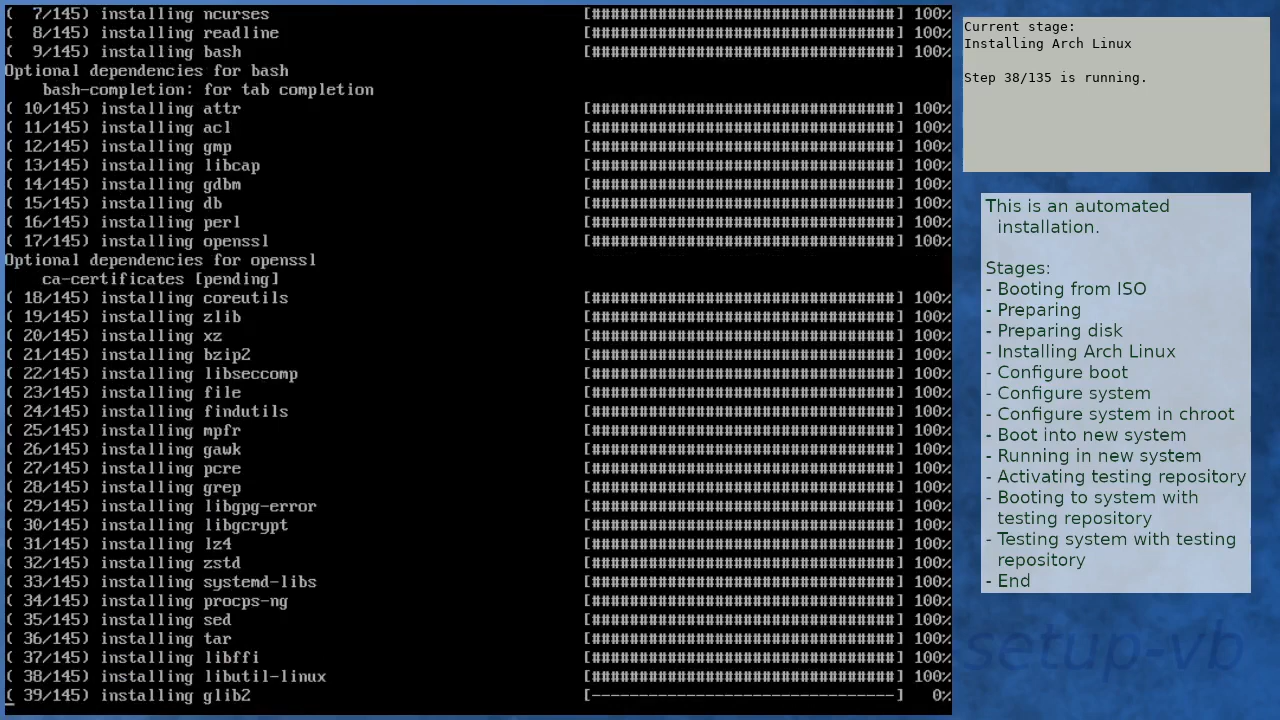 (  7/145) installing ncurses [################################] 100%
(  8/145) installing readline [################################] 100%
(  9/145) installing bash [################################] 100%
Optional dependencies for bash
    bash-completion: for tab completion
( 10/145) installing attr [################################] 100%
( 11/145) installing acl [################################] 100%
( 12/145) installing gmp [################################] 100%
( 13/145) installing libcap [################################] 100%
( 14/145) installing gdbm [################################] 100%
( 15/145) installing db [################################] 100%
( 16/145) installing perl [################################] 100%
( 17/145) installing openssl [################################] 100%
Optional dependencies for openssl
    ca-certificates [pending]
( 18/145) installing coreutils [################################] 100%
( 19/145) installing zlib [################################] 100%
( 20/145) installing xz [################################] 100%
( 21/145) installing bzip2 [################################] 100%
( 22/145) installing libseccomp [################################] 100%
( 23/145) installing file [################################] 100%
( 24/145) installing findutils [################################] 100%
( 25/145) installing mpfr [################################] 100%
( 26/145) installing gawk [################################] 100%
( 27/145) installing pcre [################################] 100%
( 28/145) installing grep [################################] 100%
( 29/145) installing libgpg-error [################################] 100%
( 30/145) installing libgcrypt [################################] 100%
( 31/145) installing lz4 [################################] 100%
( 32/145) installing zstd [################################] 100%
( 33/145) installing systemd-libs [################################] 100%
( 34/145) installing procps-ng [################################] 100%
( 35/145) installing sed [################################] 100%
( 36/145) installing tar [################################] 100%
( 37/145) installing libffi [################################] 100%
( 38/145) installing libutil-linux [################################] 100%
( 39/145) installing glib2 [--------------------------------] 0%
Current stage:
Installing Arch Linux
Step 38/135 is running.
This is an automated
installation.
Stages:
- Booting from ISO
- Preparing
- Preparing disk
- Installing Arch Linux
- Configure boot
- Configure system
- Configure system in chroot
- Boot into new system
- Running in new system
- Activating testing repository
- Booting to system with
testing repository
- Testing system with testing
repository
- End
setup-vb